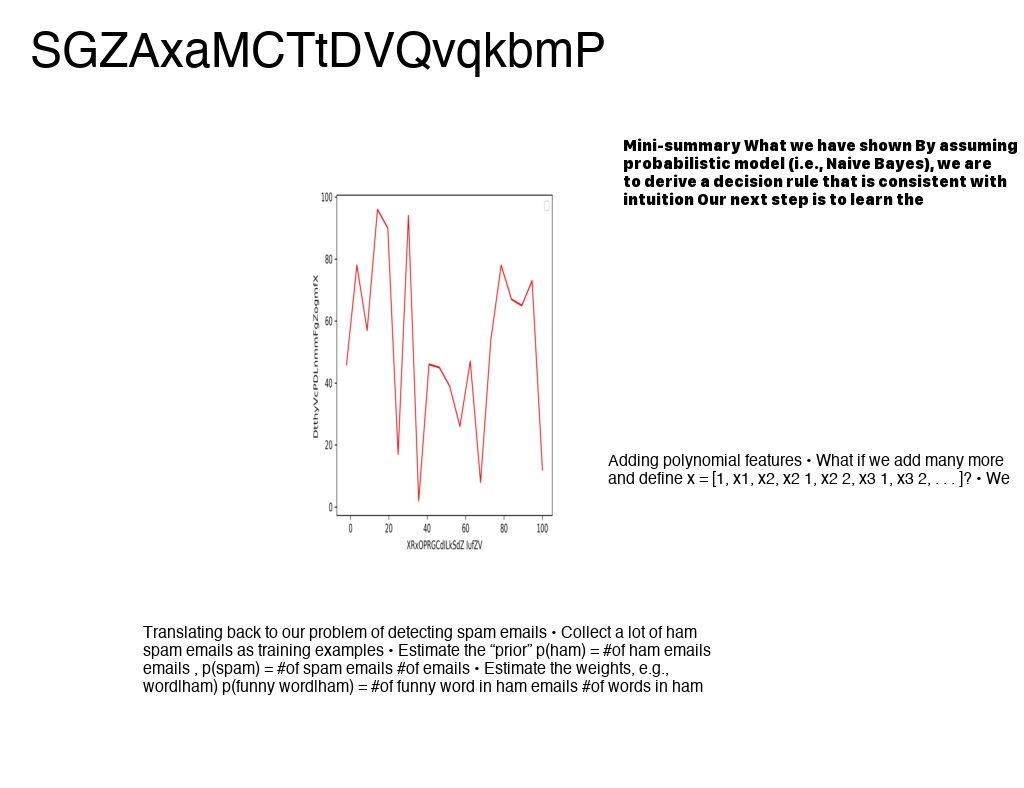 SGZAxaMCTtDVQvqkbmP
Mini-summary What we have shown By assuming
probabilistic model (i.e., Naive Bayes), we are
to derive a decision rule that is consistent with
intuition Our next step is to learn the
100
80
60
40
20
0
DtthyVcPDLnmmFgZogmfX
0 20 40 60 80 100
XRxOPRGCdILkSdZ lufZV
Adding polynomial features • What if we add many more
and define x = [1, x1, x2, x2 1, x2 2, x3 1, x3 2, . . . ]? • We
Translating back to our problem of detecting spam emails • Collect a lot of ham
spam emails as training examples • Estimate the “prior” p(ham) = #of ham emails
emails , p(spam) = #of spam emails #of emails • Estimate the weights, e.g.,
word|ham) p(funny word|ham) = #of funny word in ham emails #of words in ham